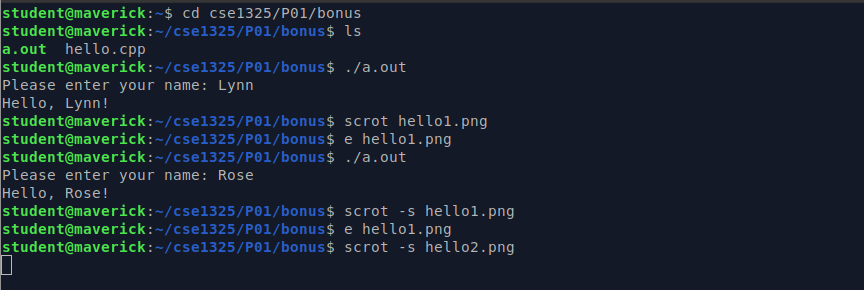 student@maverick:~$ cd cse1325/P01/bonus
student@maverick:~/cse1325/P01/bonus$ ls
a.out  hello.cpp
student@maverick:~/cse1325/P01/bonus$ ./a.out
Please enter your name: Lynn
Hello, Lynn!
student@maverick:~/cse1325/P01/bonus$ scrot hello1.png
student@maverick:~/cse1325/P01/bonus$ e hello1.png
student@maverick:~/cse1325/P01/bonus$ ./a.out
Please enter your name: Rose
Hello, Rose!
student@maverick:~/cse1325/P01/bonus$ scrot -s hello1.png
student@maverick:~/cse1325/P01/bonus$ e hello1.png
student@maverick:~/cse1325/P01/bonus$ scrot -s hello2.png